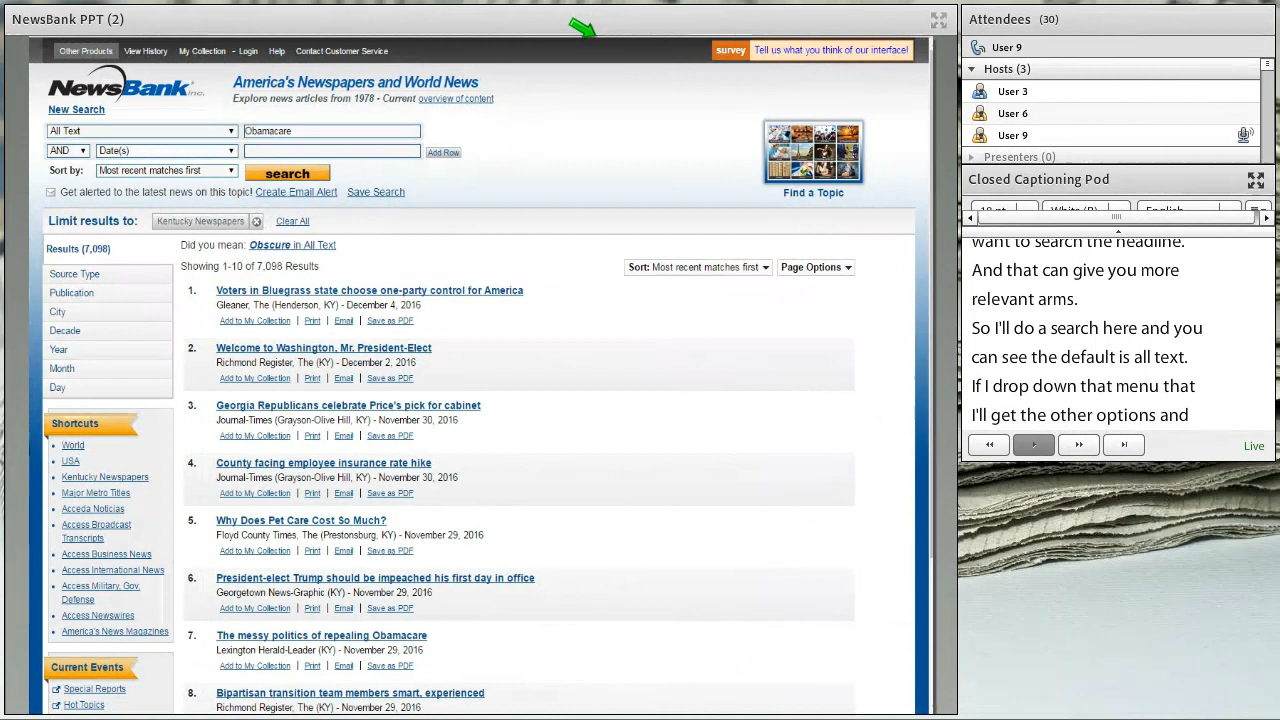 NewsBank PPT (2)
Other Products View History My Collection - Login Help Contact Customer Service
survey Tell us what you think of our interface!
NewsBank, inc.
America's Newspapers and World News
Explore news articles from 1978 - Current overview of content
New Search
All Text Obamacare
AND Date(s) Add Row
Sort by: Most recent matches first search
Get alerted to the latest news on this topic! Create Email Alert Save Search
Find a Topic
Limit results to: Kentucky Newspapers Clear All
Results (7,098)
Source Type
Publication
City
Decade
Year
Month
Day
Shortcuts
World
USA
Kentucky Newspapers
Major Metro Titles
Acceda Noticias
Access Broadcast
Transcripts
Access Business News
Access International News
Access Military, Gov,
Defense
Access Newswires
America's News Magazines
Current Events
Special Reports
Hot Topics
Did you mean: Obscure in All Text
Showing 1-10 of 7,098 Results
Sort: Most recent matches first Page Options
1. Voters in Bluegrass state choose one-party control for America
Gleaner, The (Henderson, KY) - December 4, 2016
Add to My Collection | Print | Email | Save as PDF
2. Welcome to Washington, Mr. President-Elect
Richmond Register, The (KY) - December 2, 2016
Add to My Collection | Print | Email | Save as PDF
3. Georgia Republicans celebrate Price's pick for cabinet
Journal-Times (Grayson-Olive Hill, KY) - November 30, 2016
Add to My Collection | Print | Email | Save as PDF
4. County facing employee insurance rate hike
Journal-Times (Grayson-Olive Hill, KY) - November 30, 2016
Add to My Collection | Print | Email | Save as PDF
5. Why Does Pet Care Cost So Much?
Floyd County Times, The (Prestonsburg, KY) - November 29, 2016
Add to My Collection | Print | Email | Save as PDF
6. President-elect Trump should be impeached his first day in office
Georgetown News-Graphic (KY) - November 29, 2016
Add to My Collection | Print | Email | Save as PDF
7. The messy politics of repealing Obamacare
Lexington Herald-Leader (KY) - November 29, 2016
Add to My Collection | Print | Email | Save as PDF
8. Bipartisan transition team members smart, experienced
Richmond Register, The (KY) - November 29, 2016
Attendees (30)
User 9
Hosts (3)
User 3
User 6
User 9
Presenters (0)
Closed Captioning Pod
18 pt White (B) English
want to search the headline.
And that can give you more
relevant arms.
So I'll do a search here and you
can see the default is all text.
If I drop down that menu that
I'll get the other options and
Live